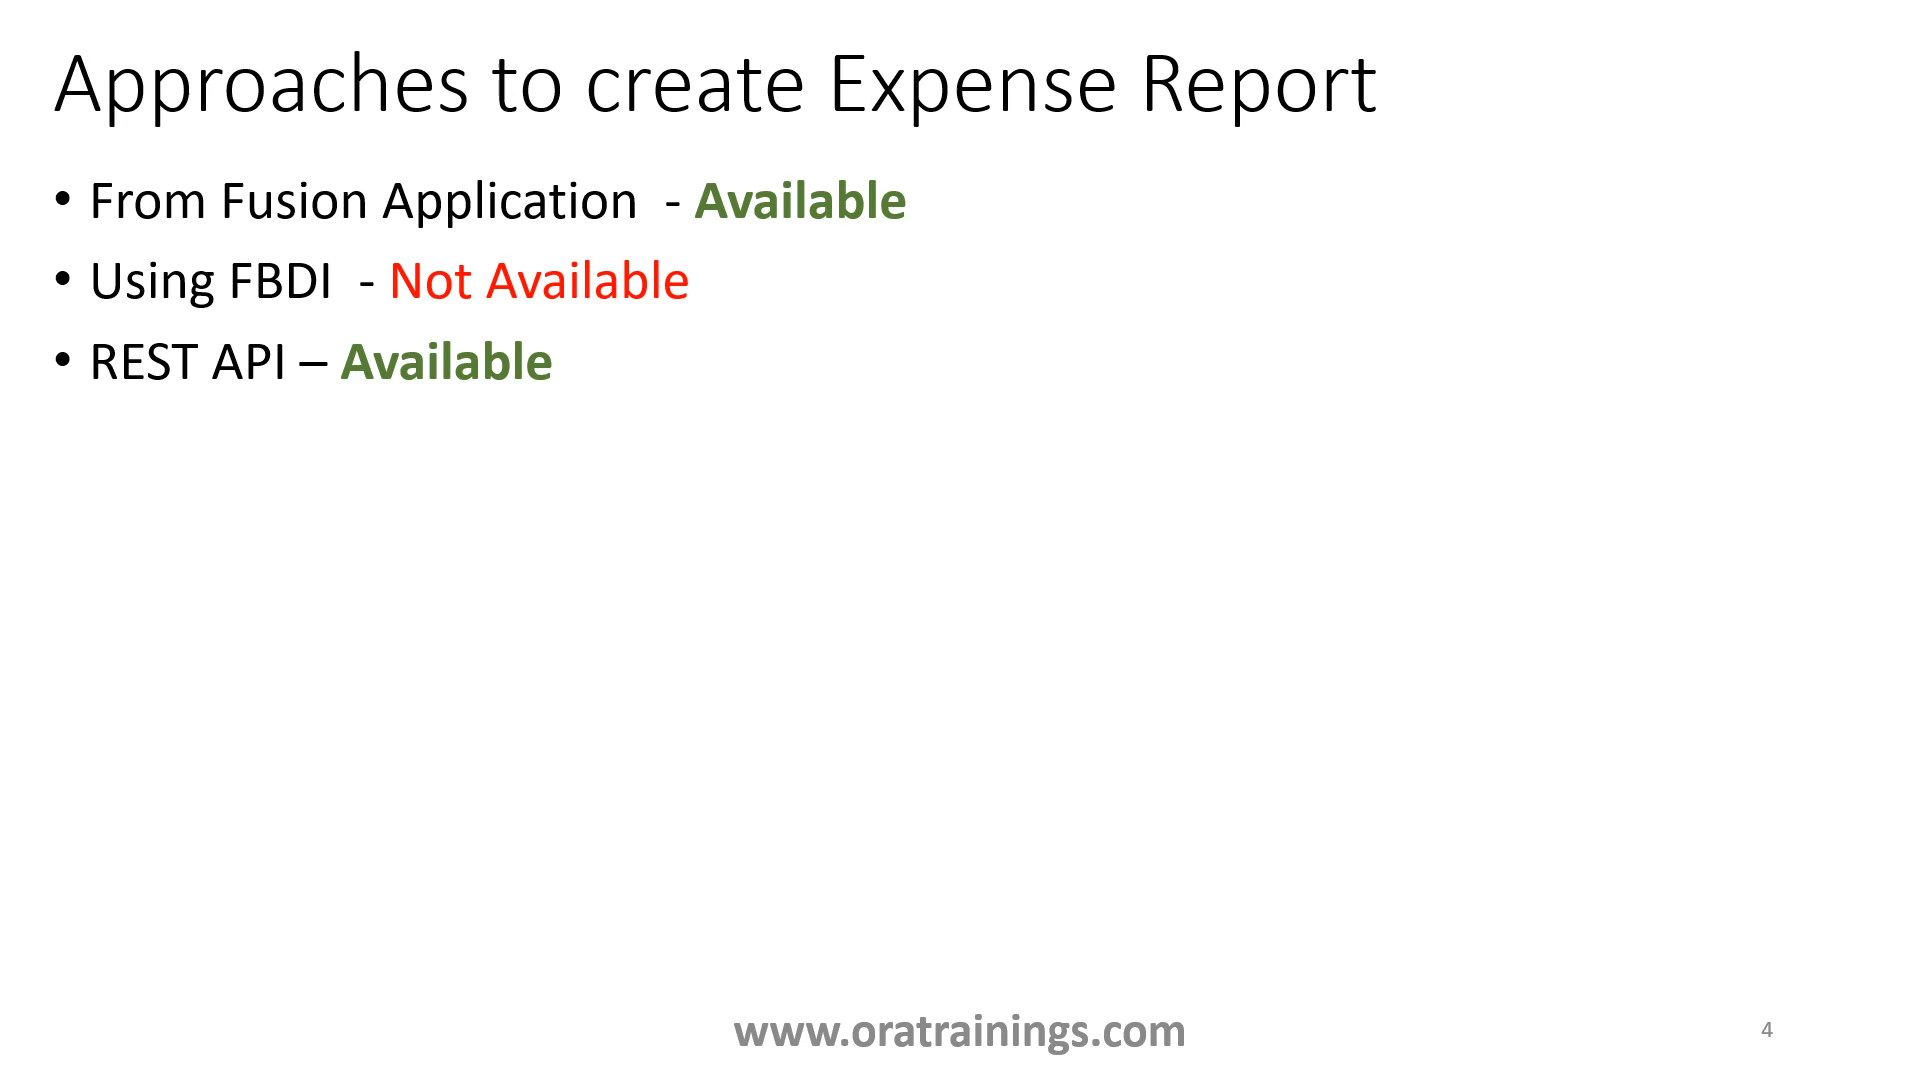 Approaches to create Expense Report
• From Fusion Application  - Available
• Using FBDI  - Not Available
• REST API – Available
www.oratrainings.com
4